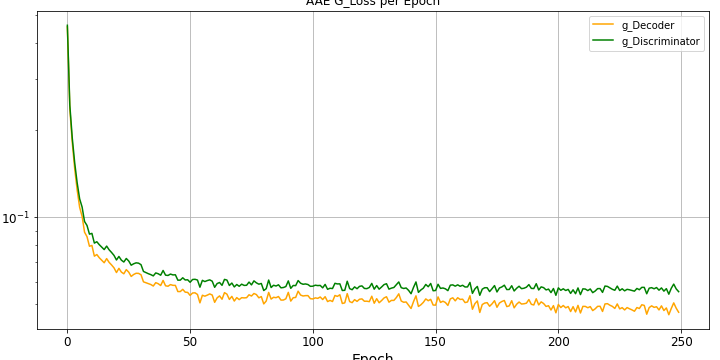 AAE G_Loss per Epoch
g_Decoder
g_Discriminator
10⁻¹
0 50 100 150 200 250
Epoch